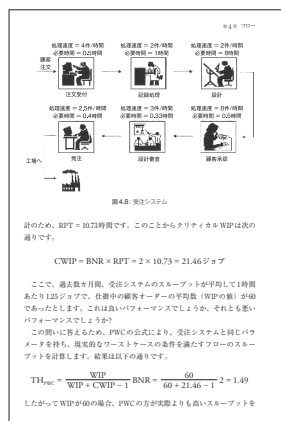 第4章 フロー
処理速度 = 4件/時間
必要時間 = 0.5時間
処理速度 = 2件/時間
必要時間 = 1時間
処理速度 = 2件/時間
必要時間 = 8時間
顧客
注文
注文受付
記録処理
設計
処理速度 = 2.5件/時間
必要時間 = 0.4時間
処理速度 = 3件/時間
必要時間 = 0.33時間
処理速度 = 6件/時間
必要時間 = 0.5時間
工場へ
発注
設計審査
顧客承認
図4.8：受注システム
計のため、RPT = 10.73時間です。このことからクリティカルWIPは次の
通りです。
CWIP = BNR × RPT = 2 × 10.73 = 21.46 ジョブ
ここで、過去数カ月間、受注システムのスループットが平均して1時間
あたり1.25ジョブで、仕掛中の顧客オーダーの平均数（WIPの値）が60
であったとします。これは良いパフォーマンスでしょうか、それとも悪い
パフォーマンスでしょうか?
この問いに答えるため、PWCの公式により、受注システムと同じパラ
メータを持ち、現実的なワーストケースの条件を満たすフローのスルー
プットを計算します。結果は以下の通りです。
TH_PWC = WIP / (WIP + CWIP − 1) BNR = 60 / (60 + 21.46 − 1) 2 = 1.49
したがってWIPが60の場合、PWCの方が実際よりも高いスループットを